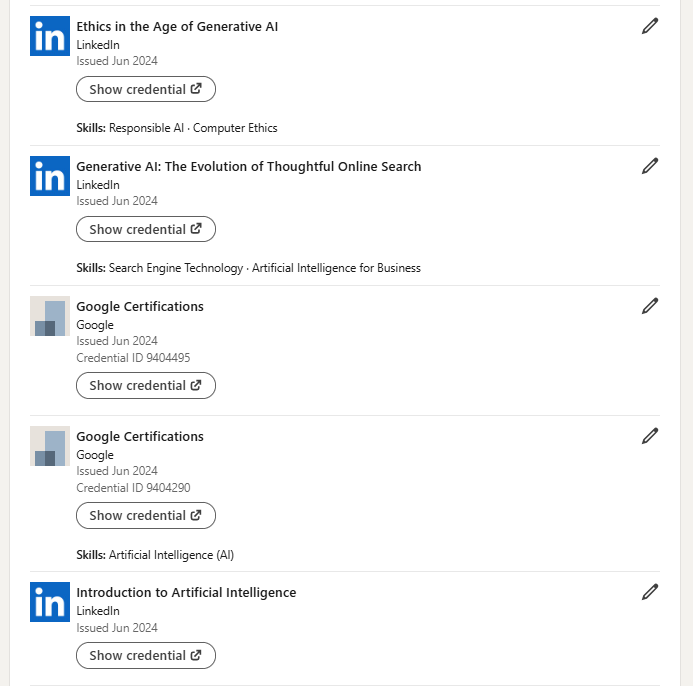 in
Ethics in the Age of Generative AI
LinkedIn
Issued Jun 2024
Show credential
Skills: Responsible AI · Computer Ethics
in
Generative AI: The Evolution of Thoughtful Online Search
LinkedIn
Issued Jun 2024
Show credential
Skills: Search Engine Technology · Artificial Intelligence for Business
Google Certifications
Google
Issued Jun 2024
Credential ID 9404495
Show credential
Google Certifications
Google
Issued Jun 2024
Credential ID 9404290
Show credential
Skills: Artificial Intelligence (AI)
in
Introduction to Artificial Intelligence
LinkedIn
Issued Jun 2024
Show credential